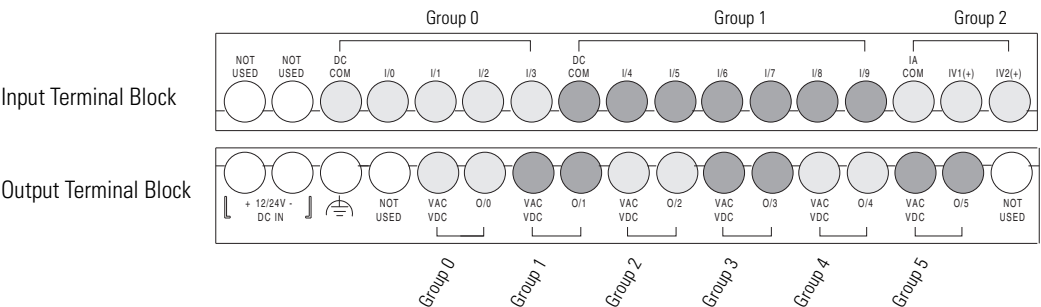 Group 0 Group 1 Group 2
NOT NOT DC DC IA
USED USED COM I/0 I/1 I/2 I/3 COM I/4 I/5 I/6 I/7 I/8 I/9 COM IV1(+) IV2(+)
Input Terminal Block
Output Terminal Block
+ 12/24V - NOT VAC O/0 VAC O/1 VAC O/2 VAC O/3 VAC O/4 VAC O/5 NOT
DC IN USED VDC VDC VDC VDC VDC VDC USED
Group 0 Group 1 Group 2 Group 3 Group 4 Group 5